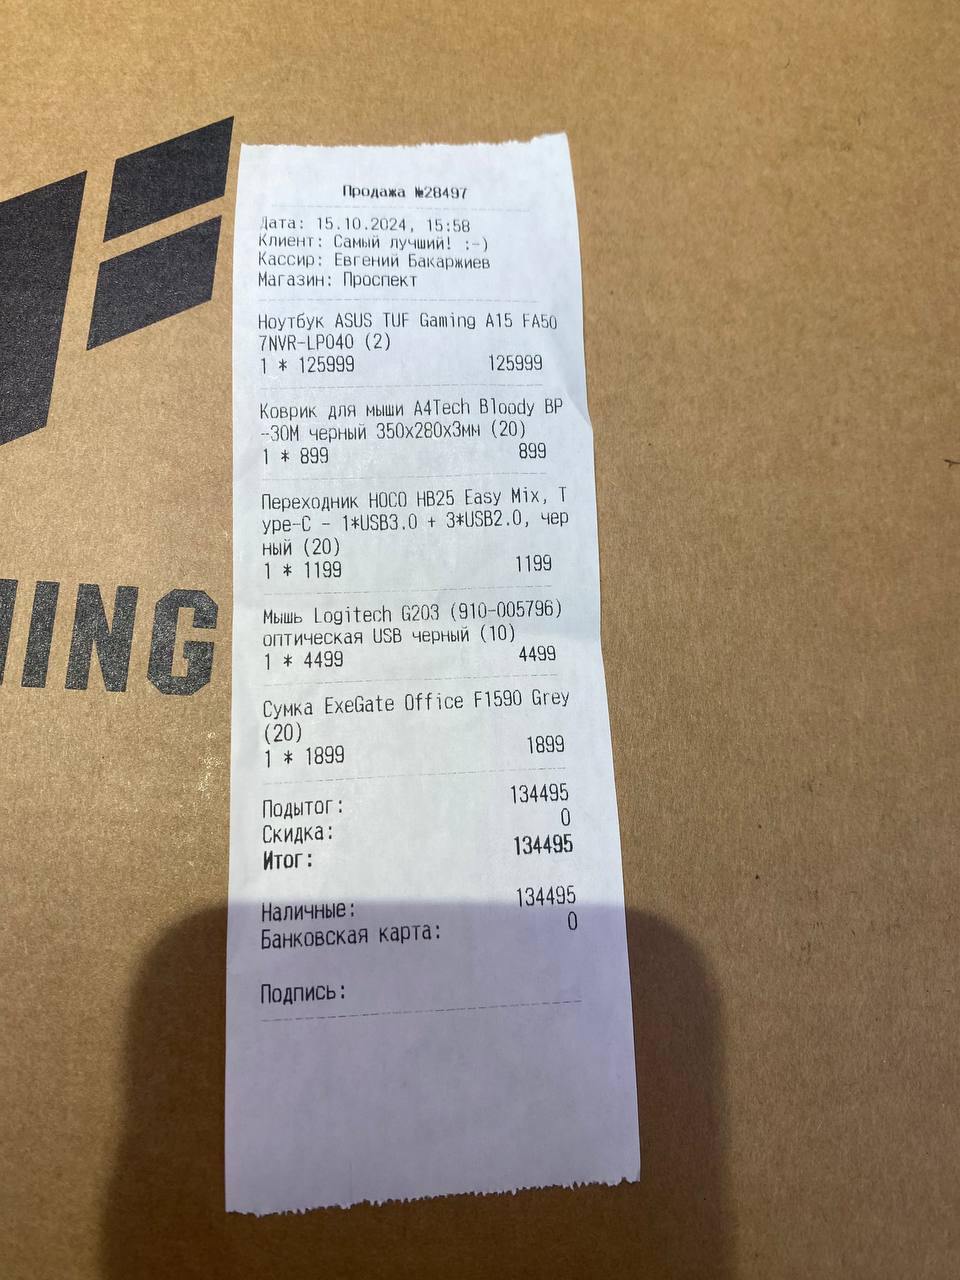 Продажа №28497
Дата: 15.10.2024, 15:58
Клиент: Самый лучший! :-)
Кассир: Евгений Бакаржиев
Магазин: Проспект
Ноутбук ASUS TUF Gaming A15 FA50
7NVR-LP040 (2)
1 * 125999 125999
Коврик для мыши A4Tech Bloody BP
-30M черный 350x280x3мм (20)
1 * 899 899
Переходник HOCO HB25 Easy Mix, T
ype-C - 1*USB3.0 + 3*USB2.0, чер
ный (20)
1 * 1199 1199
Мышь Logitech G203 (910-005796)
оптическая USB черный (10)
1 * 4499 4499
Сумка ExeGate Office F1590 Grey
(20)
1 * 1899 1899
Подытог: 134495
Скидка: 0
Итог: 134495
Наличные: 134495
Банковская карта: 0
Подпись:
MING